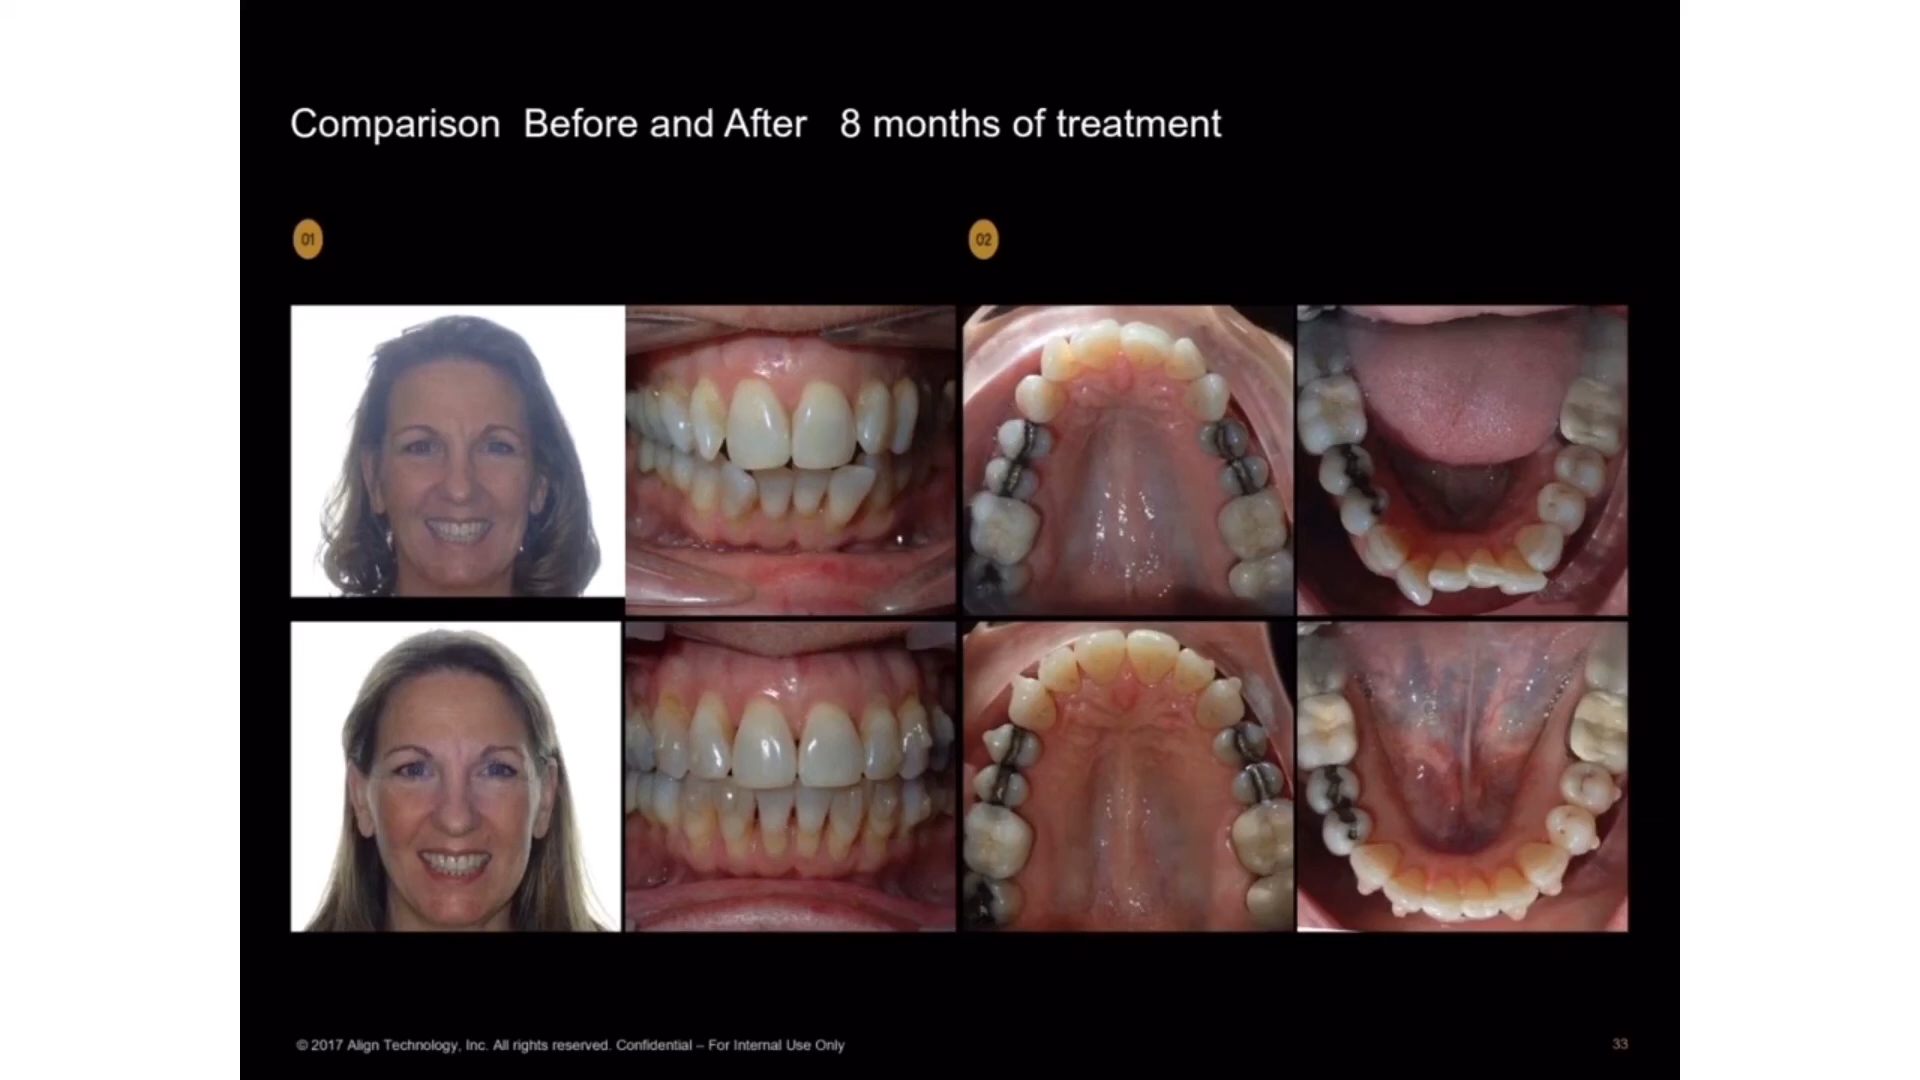 Comparison  Before and After   8 months of treatment
01
02
© 2017 Align Technology, Inc. All rights reserved. Confidential – For Internal Use Only
33